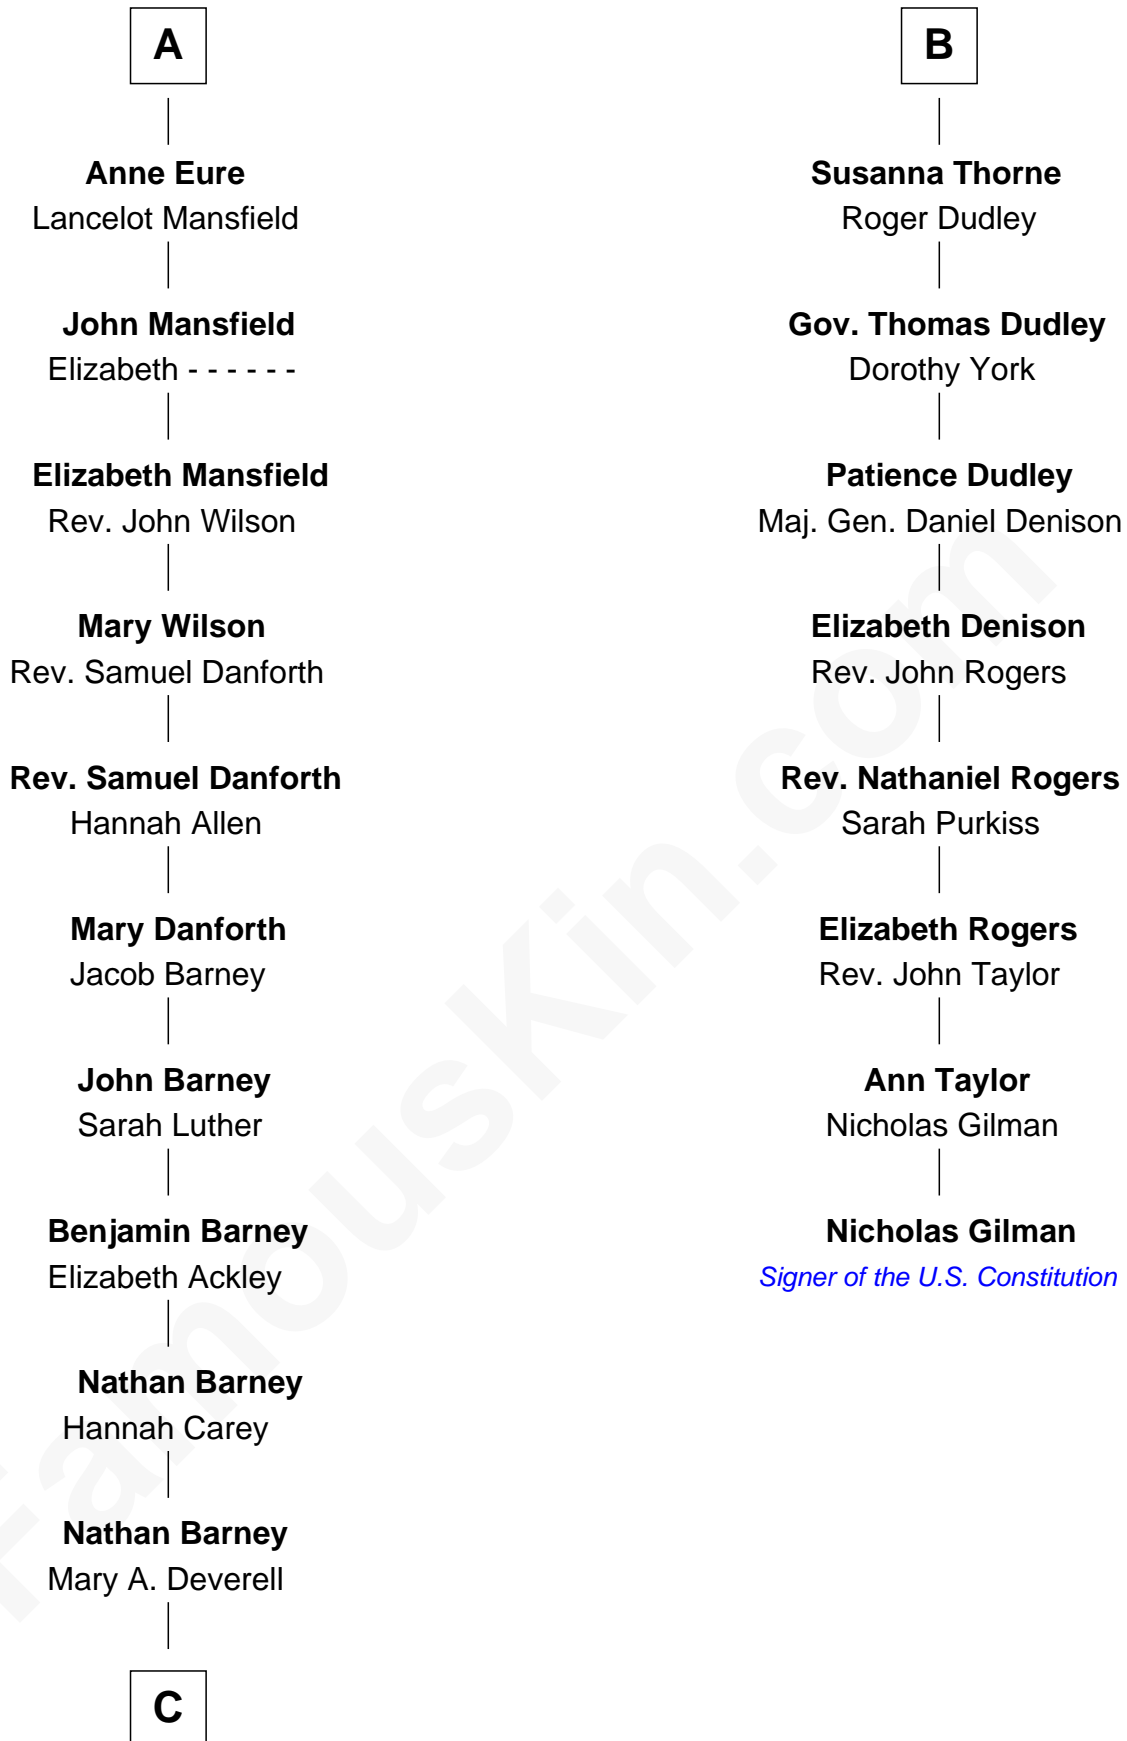 A
Anne Eure
Lancelot Mansfield
John Mansfield
Elizabeth - - - - - -
Elizabeth Mansfield
Rev. John Wilson
Mary Wilson
Rev. Samuel Danforth
Rev. Samuel Danforth
Hannah Allen
Mary Danforth
Jacob Barney
John Barney
Sarah Luther
Benjamin Barney
Elizabeth Ackley
Nathan Barney
Hannah Carey
Nathan Barney
Mary A. Deverell
C
B
Susanna Thorne
Roger Dudley
Gov. Thomas Dudley
Dorothy York
Patience Dudley
Maj. Gen. Daniel Denison
Elizabeth Denison
Rev. John Rogers
Rev. Nathaniel Rogers
Sarah Purkiss
Elizabeth Rogers
Rev. John Taylor
Ann Taylor
Nicholas Gilman
Nicholas Gilman
Signer of the U.S. Constitution
FamousKin.com